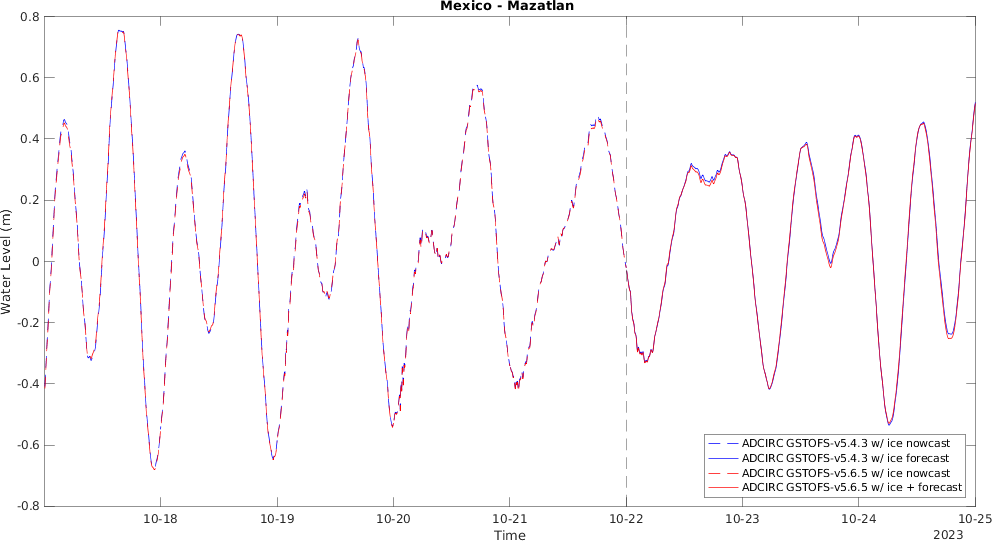 Mexico - Mazatlan
0.8
0.6
0.4
0.2
0
-0.2
-0.4
-0.6
-0.8
Water Level (m)
10-18 10-19 10-20 10-21 10-22 10-23 10-24 10-25
Time
2023
ADCIRC GSTOFS-v5.4.3 w/ ice nowcast
ADCIRC GSTOFS-v5.4.3 w/ ice forecast
ADCIRC GSTOFS-v5.6.5 w/ ice nowcast
ADCIRC GSTOFS-v5.6.5 w/ ice + forecast